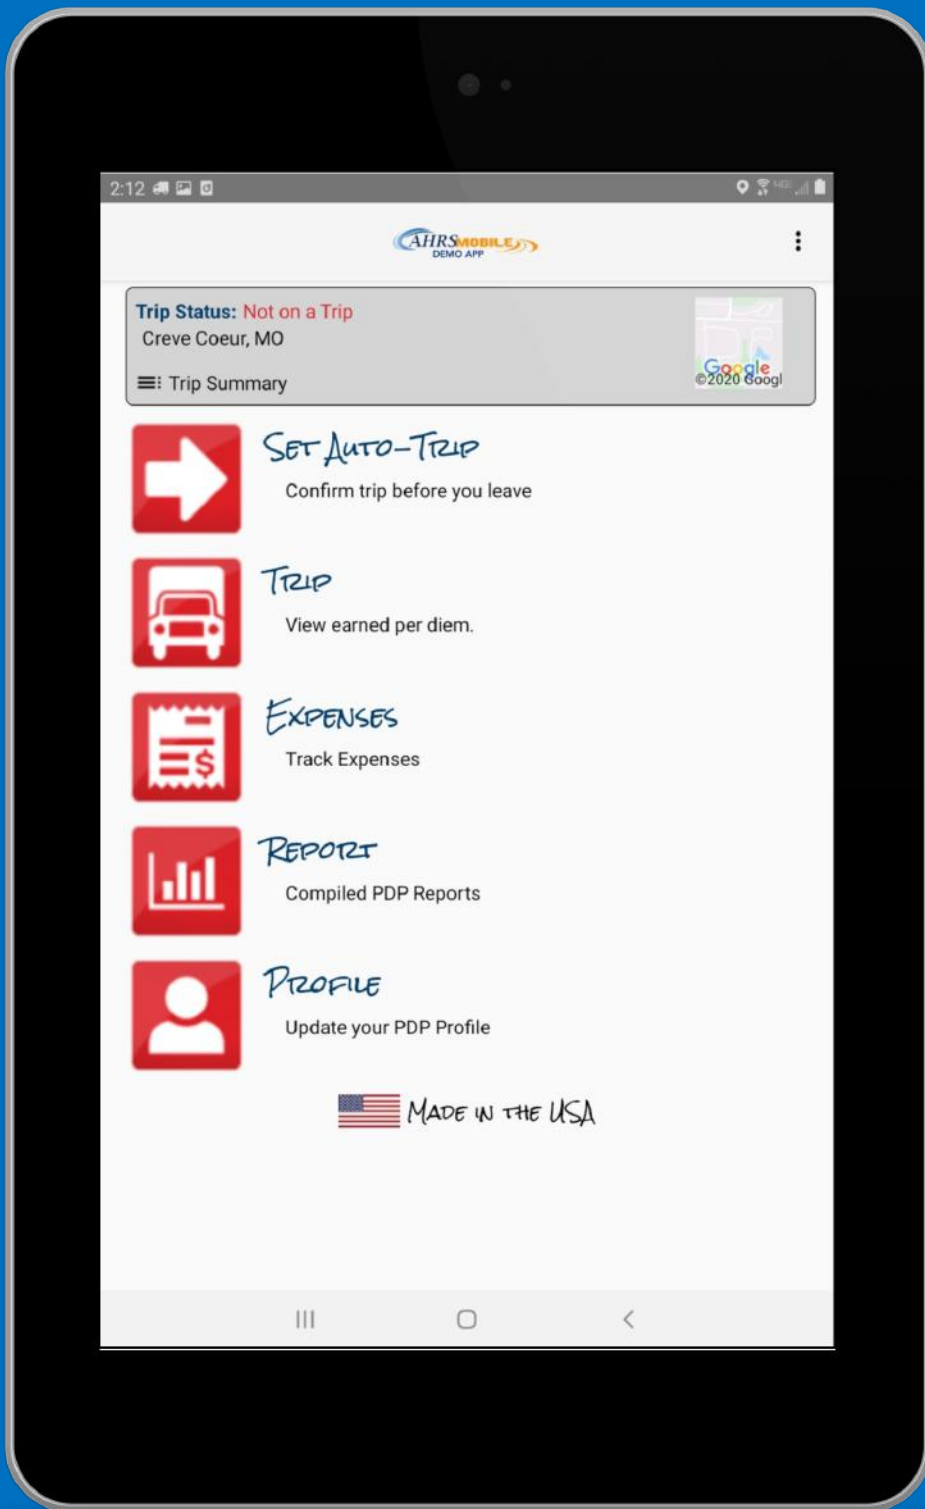 2:12
4GE
AHRSMOBILE
DEMO APP
Trip Status: Not on a Trip
Creve Coeur, MO
Trip Summary
Google
©2020 Googl
SET AUTO-TRIP
Confirm trip before you leave
TRIP
View earned per diem.
EXPENSES
Track Expenses
$
REPORT
Compiled PDP Reports
PROFILE
Update your PDP Profile
MADE IN THE USA